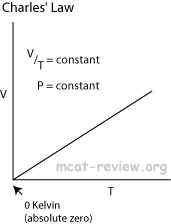 Charles' Law
V/T = constant
P = constant
V
mcat-review.org
T
0 Kelvin
(absolute zero)